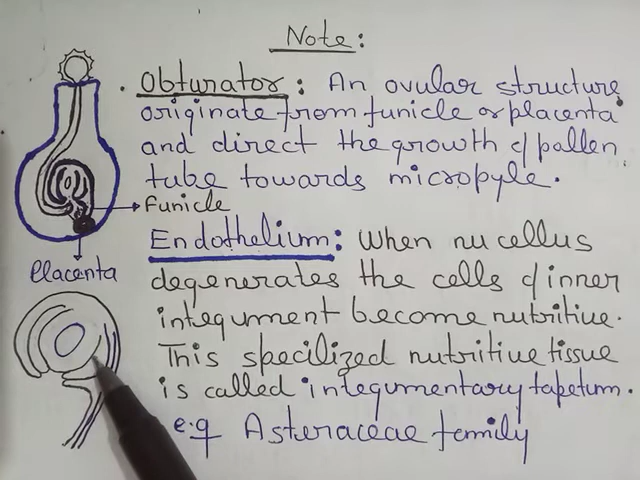 Note:
. Obturator: An ovular structure
originate from funicle or placenta
and direct the growth of pollen
tube towards micropyle.
Funicle
Endothelium: When nucellus
Placenta
degenerates the cells of inner
integument become nutritive.
This specilized nutritive tissue
is called integumentary tapetum.
e.g Asteraceae family